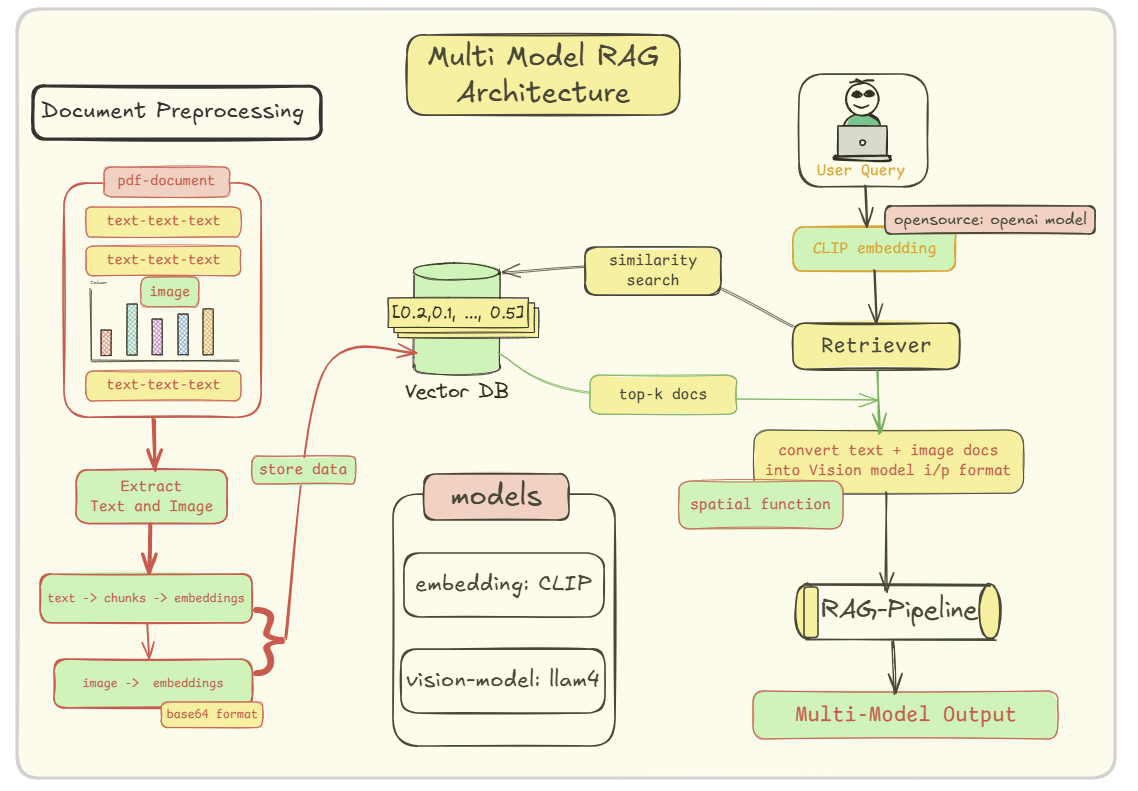 Multi Model RAG
Architecture
Document Preprocessing
pdf-document
text-text-text
text-text-text
Column
image
text-text-text
Extract
Text and Image
text -> chunks -> embeddings
image -> embeddings
base64 format
store data
[0.2,0.1, ..., 0.5]
Vector DB
similarity
search
top-k docs
models
embedding: CLIP
vision-model: llam4
User Query
opensource: openai model
CLIP embedding
Retriever
convert text + image docs
into Vision model i/p format
spatial function
RAG-Pipeline
Multi-Model Output